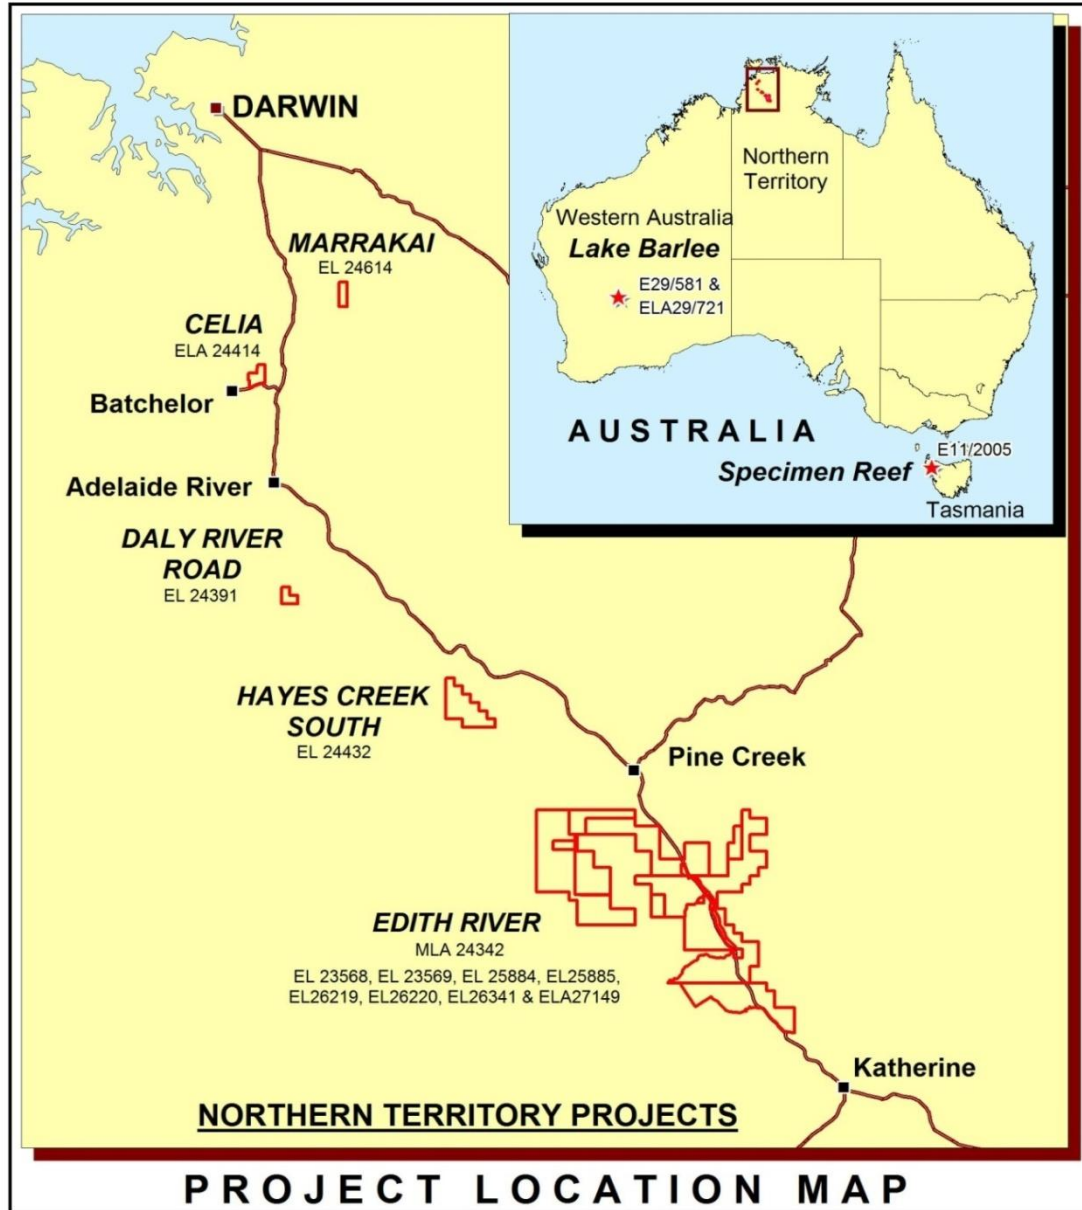 DARWIN
MARRAKAI
EL 24614
CELIA
ELA 24414
Batchelor
Adelaide River
DALY RIVER
ROAD
EL 24391
HAYES CREEK
SOUTH
EL 24432
Pine Creek
EDITH RIVER
MLA 24342
EL 23568, EL 23569, EL 25884, EL25885,
EL26219, EL26220, EL26341 & ELA27149
Katherine
NORTHERN TERRITORY PROJECTS
Northern
Territory
Western Australia
Lake Barlee
E29/581 &
ELA29/721
AUSTRALIA
E11/2005
Specimen Reef
Tasmania
PROJECT LOCATION MAP